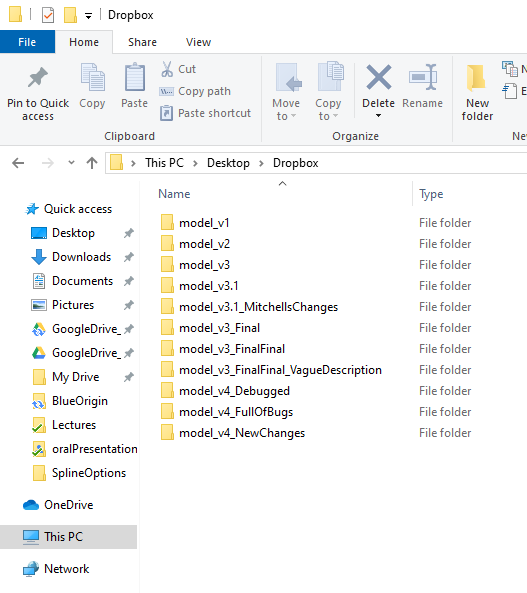 Dropbox
File Home Share View
Cut
Copy path
Paste shortcut
Pin to Quick access
Copy
Paste
Move to
Copy to
Delete
Rename
New folder
Clipboard
Organize
This PC > Desktop > Dropbox
Name Type
Quick access
Desktop
Downloads
Documents
Pictures
GoogleDrive_
GoogleDrive_
My Drive
BlueOrigin
Lectures
oralPresentation
SplineOptions
OneDrive
This PC
Network
model_v1 File folder
model_v2 File folder
model_v3 File folder
model_v3.1 File folder
model_v3.1_MitchellsChanges File folder
model_v3_Final File folder
model_v3_FinalFinal File folder
model_v3_FinalFinal_VagueDescription File folder
model_v4_Debugged File folder
model_v4_FullOfBugs File folder
model_v4_NewChanges File folder